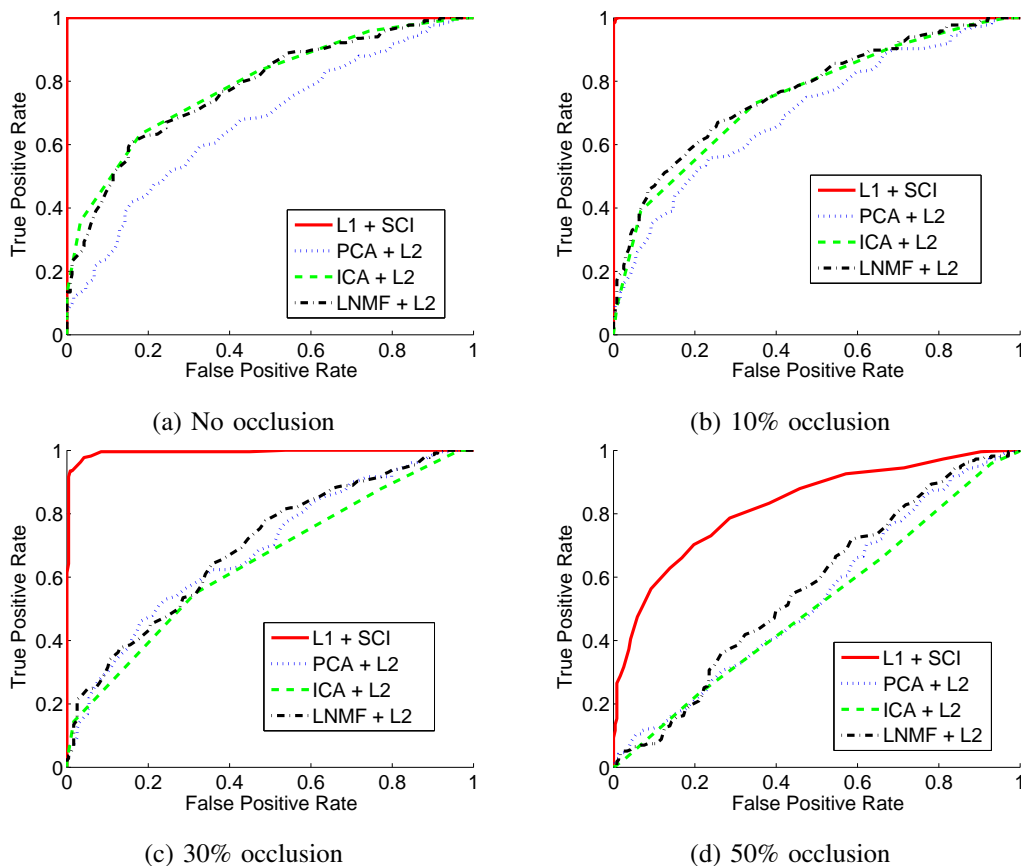 1
0.8
0.6
0.4
0.2
0
True Positive Rate
L1 + SCI
PCA + L2
ICA + L2
LNMF + L2
0 0.2 0.4 0.6 0.8 1
False Positive Rate
(a) No occlusion
1
0.8
0.6
0.4
0.2
0
True Positive Rate
L1 + SCI
PCA + L2
ICA + L2
LNMF + L2
0 0.2 0.4 0.6 0.8 1
False Positive Rate
(b) 10% occlusion
1
0.8
0.6
0.4
0.2
0
True Positive Rate
L1 + SCI
PCA + L2
ICA + L2
LNMF + L2
0 0.2 0.4 0.6 0.8 1
False Positive Rate
(c) 30% occlusion
1
0.8
0.6
0.4
0.2
0
True Positive Rate
L1 + SCI
PCA + L2
ICA + L2
LNMF + L2
0 0.2 0.4 0.6 0.8 1
False Positive Rate
(d) 50% occlusion